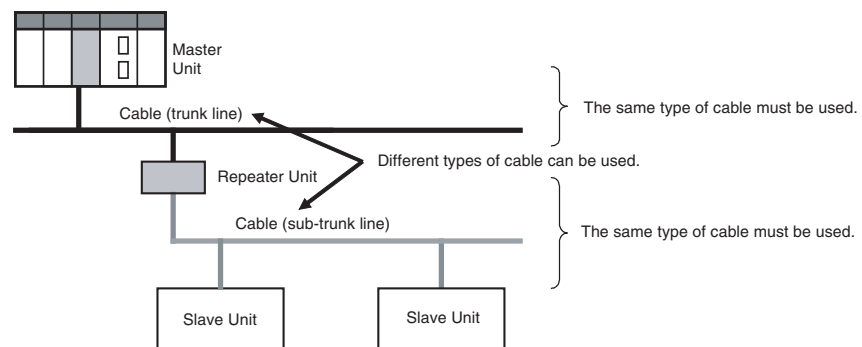 Master
Unit
Cable (trunk line)
The same type of cable must be used.
Different types of cable can be used.
Repeater Unit
Cable (sub-trunk line)
The same type of cable must be used.
Slave Unit
Slave Unit